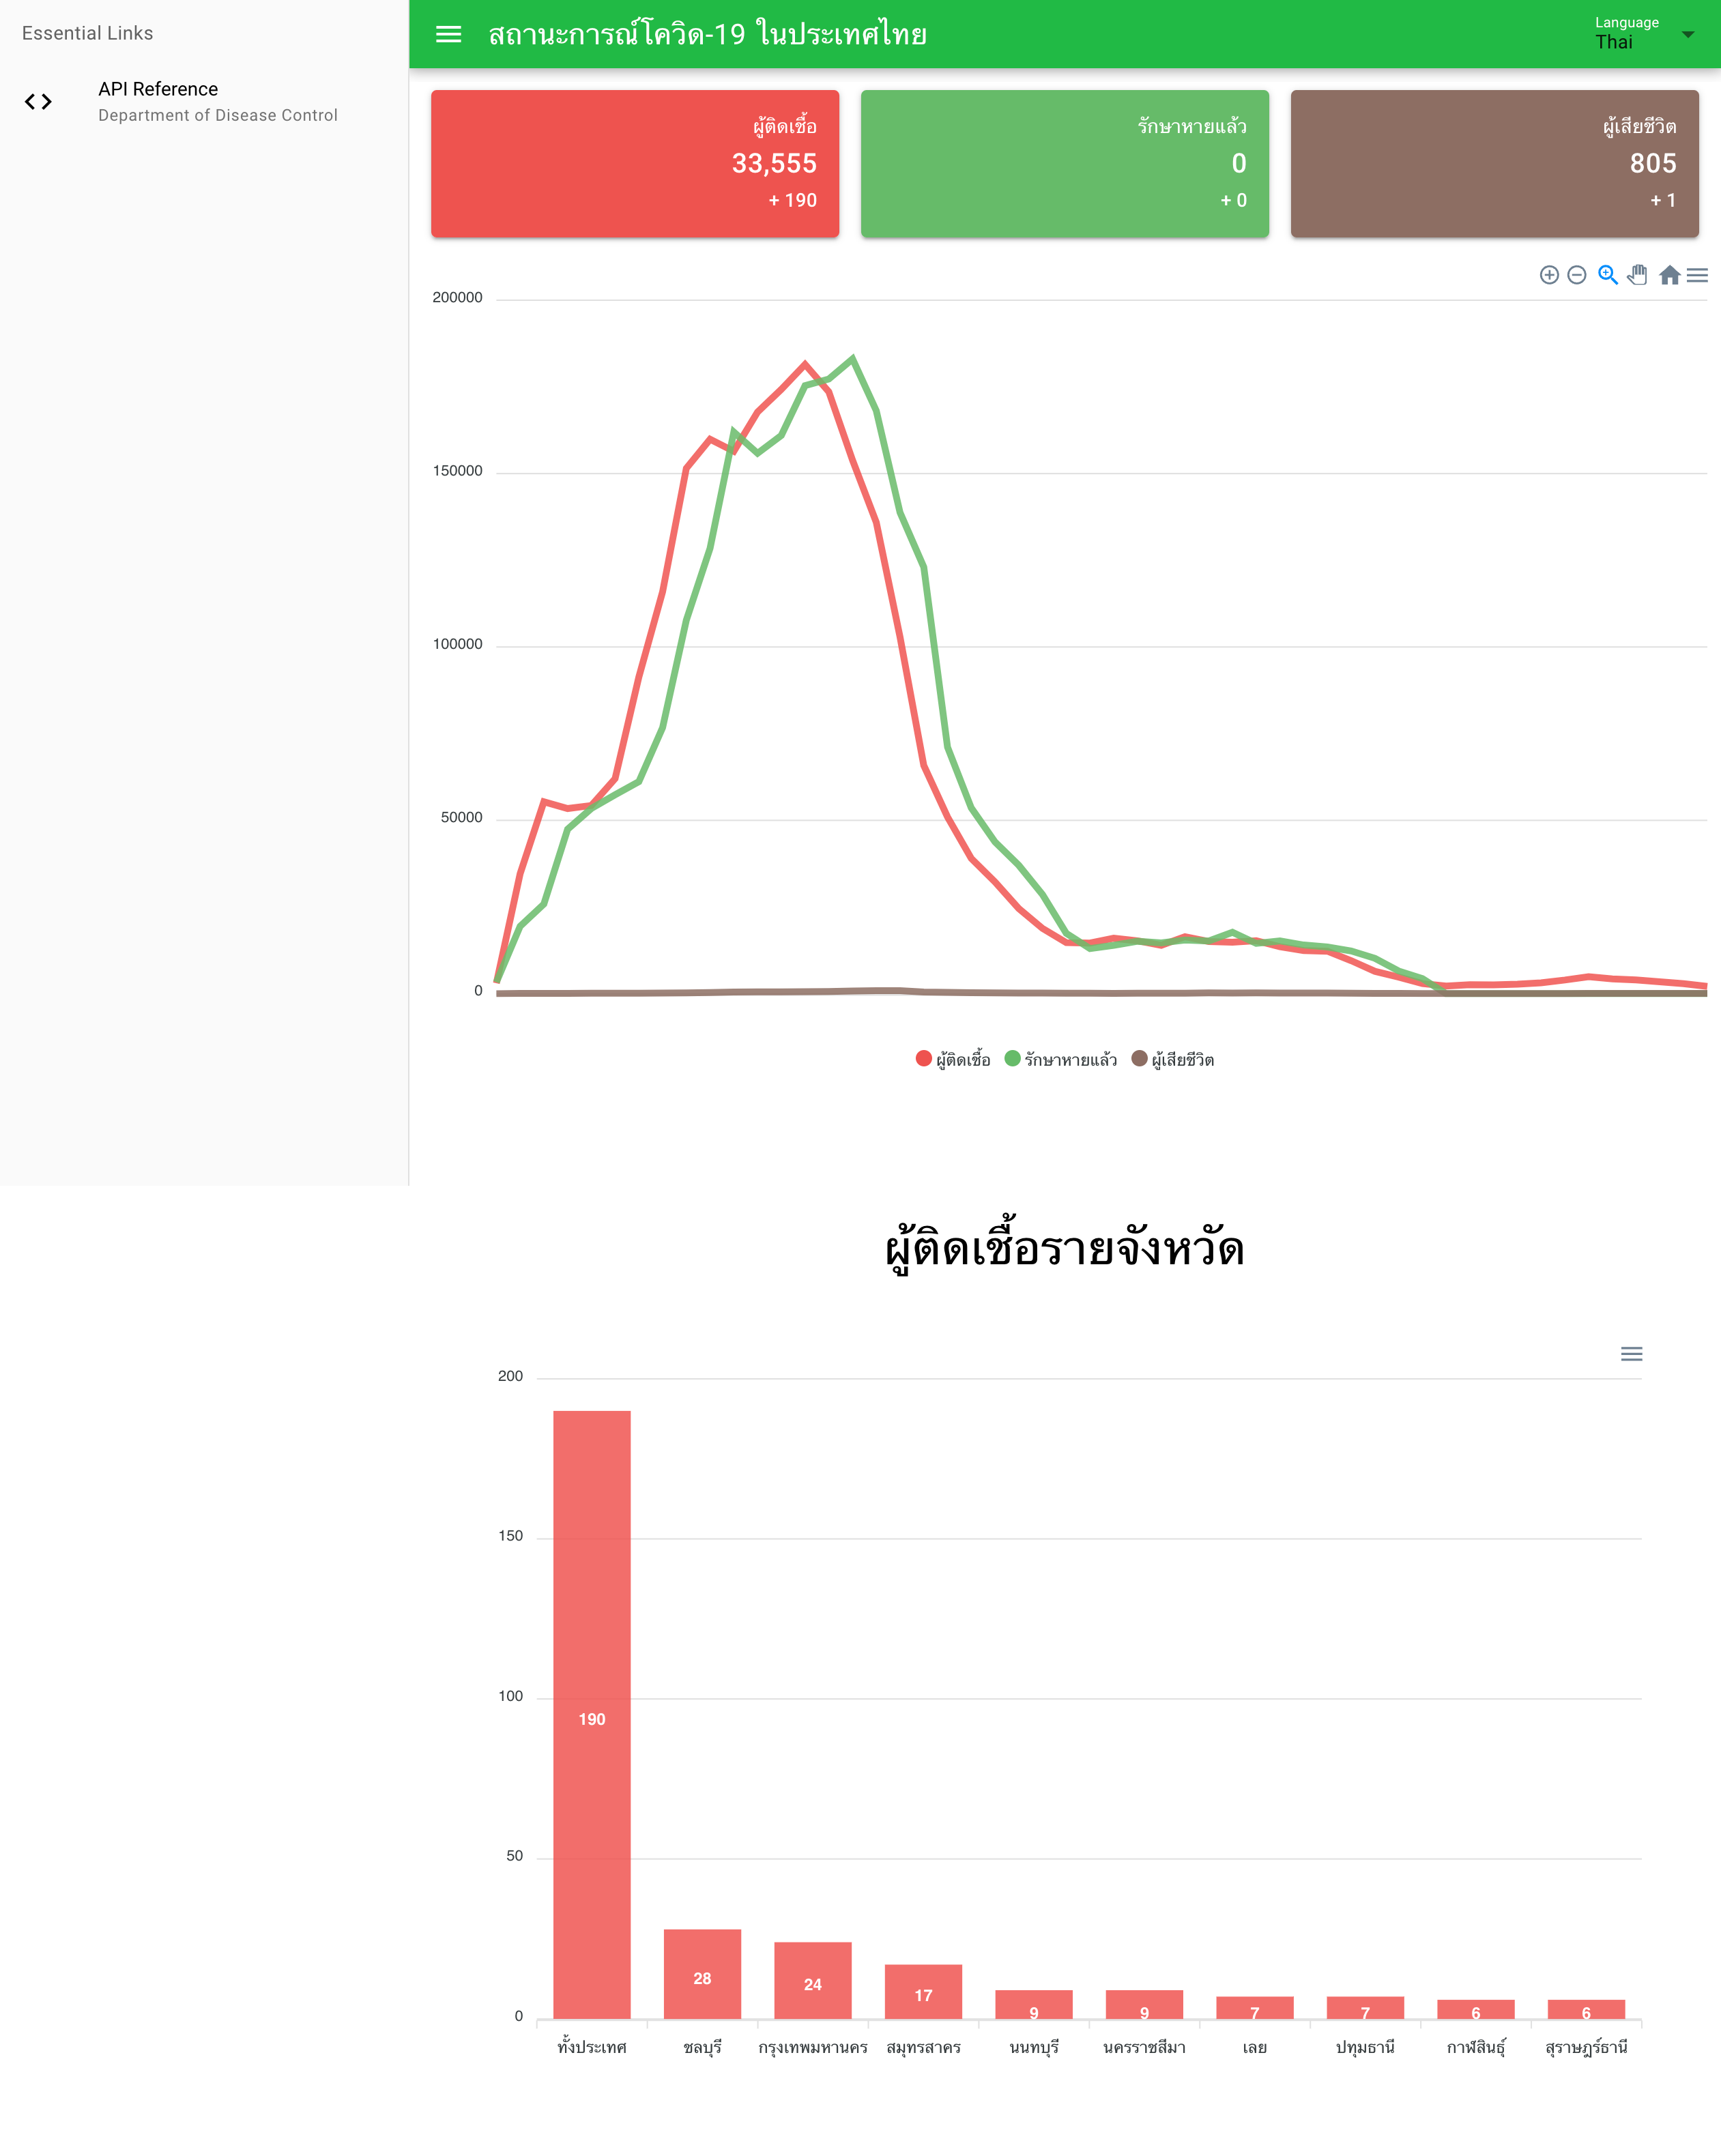 Essential Links
API Reference
Department of Disease Control
สถานะการณ์โควิด-19 ในประเทศไทย
Language
Thai
ผู้ติดเชื้อ
33,555
+ 190
รักษาหายแล้ว
0
+ 0
ผู้เสียชีวิต
805
+ 1
200000
150000
100000
50000
0
ผู้ติดเชื้อ รักษาหายแล้ว ผู้เสียชีวิต
ผู้ติดเชื้อรายจังหวัด
200
150
100
50
0
190
28
24
17
9
9
7
7
6
6
ทั้งประเทศ ชลบุรี กรุงเทพมหานคร สมุทรสาคร นนทบุรี นครราชสีมา เลย ปทุมธานี กาฬสินธุ์ สุราษฎร์ธานี